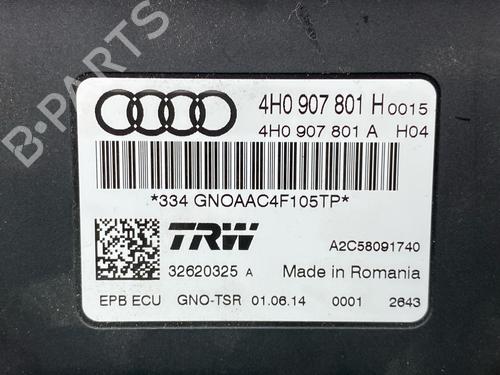 B-PARTS
4H0 907 801 H 0015
4H0 907 801 A H04
*334 GNOAAC4F105TP*
TRW
A2C58091740
32620325 A Made in Romania
EPB ECU GNO-TSR 01.06.14 0001 2643